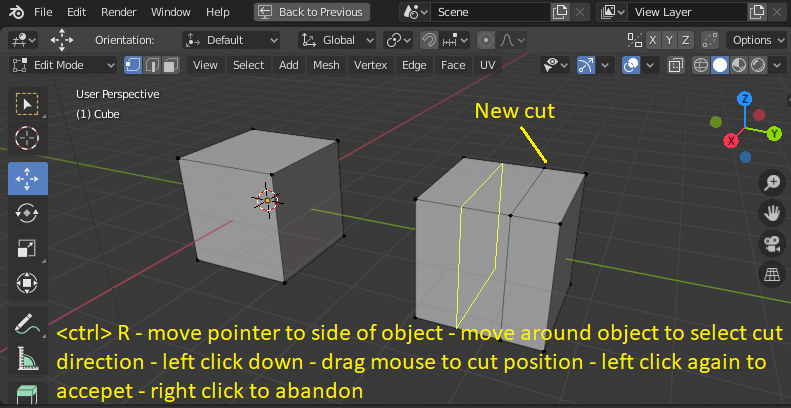 File Edit Render Window Help Back to Previous Scene View Layer
Orientation: Default Global X Y Z Options
Edit Mode View Select Add Mesh Vertex Edge Face UV
User Perspective
(1) Cube
New cut
Z
Y
X
<ctrl> R - move pointer to side of object - move around object to select cut
direction - left click down - drag mouse to cut position - left click again to
accepet - right click to abandon